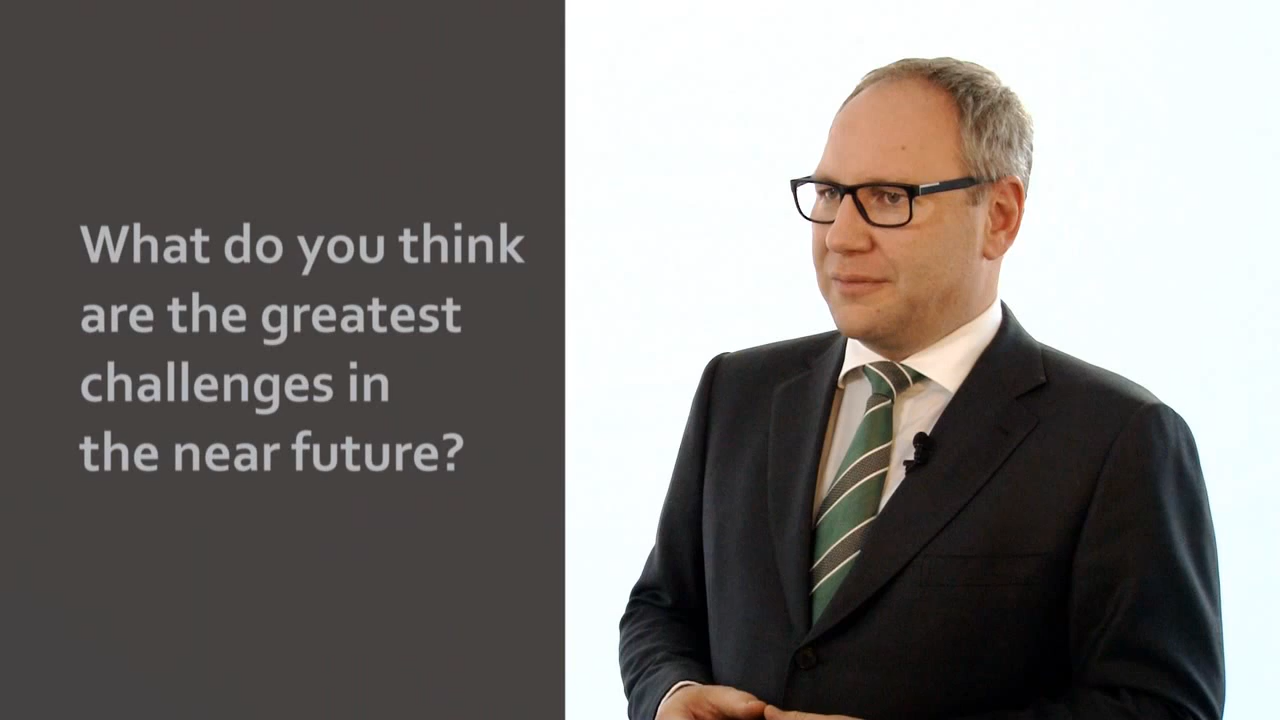 What do you think
are the greatest
challenges in
the near future?